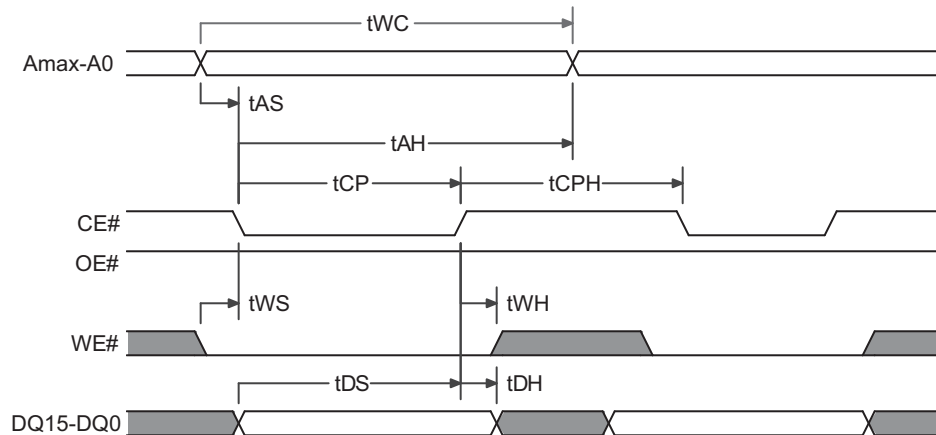 tWC
Amax-A0
tAS
tAH
tCP
tCPH
CE#
OE#
tWS
tWH
WE#
tDS
tDH
DQ15-DQ0